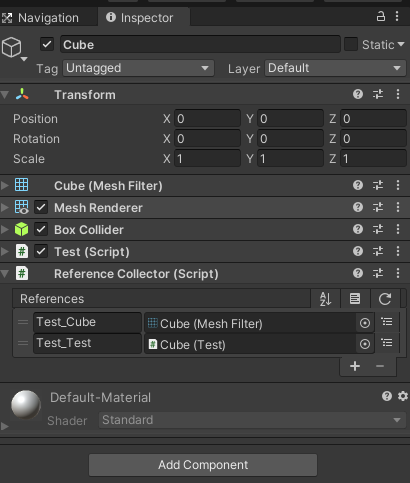 Navigation Inspector
Cube Static
Tag Untagged Layer Default
Transform
Position X 0 Y 0 Z 0
Rotation X 0 Y 0 Z 0
Scale X 1 Y 1 Z 1
Cube (Mesh Filter)
Mesh Renderer
Box Collider
# Test (Script)
# Reference Collector (Script)
References
Test_Cube Cube (Mesh Filter)
Test_Test # Cube (Test)
+ −
Default-Material
Shader Standard
Add Component